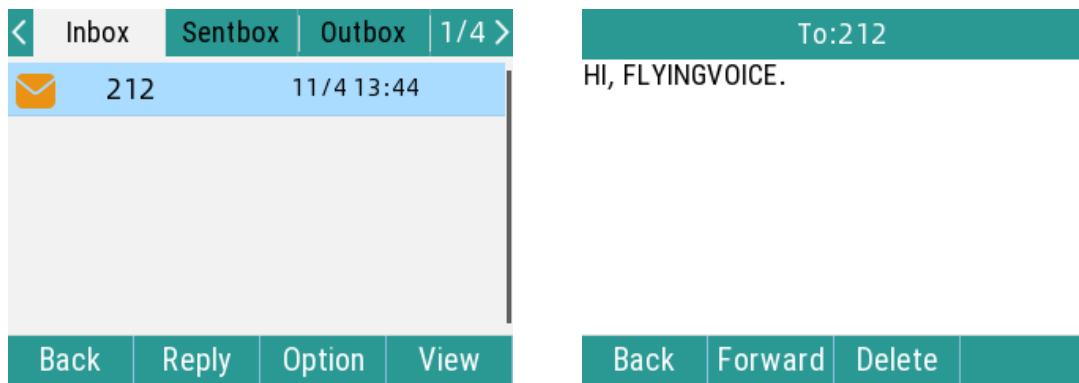 Inbox Sentbox Outbox 1/4
212 11/4 13:44
Back Reply Option View
To:212
HI, FLYINGVOICE.
Back Forward Delete